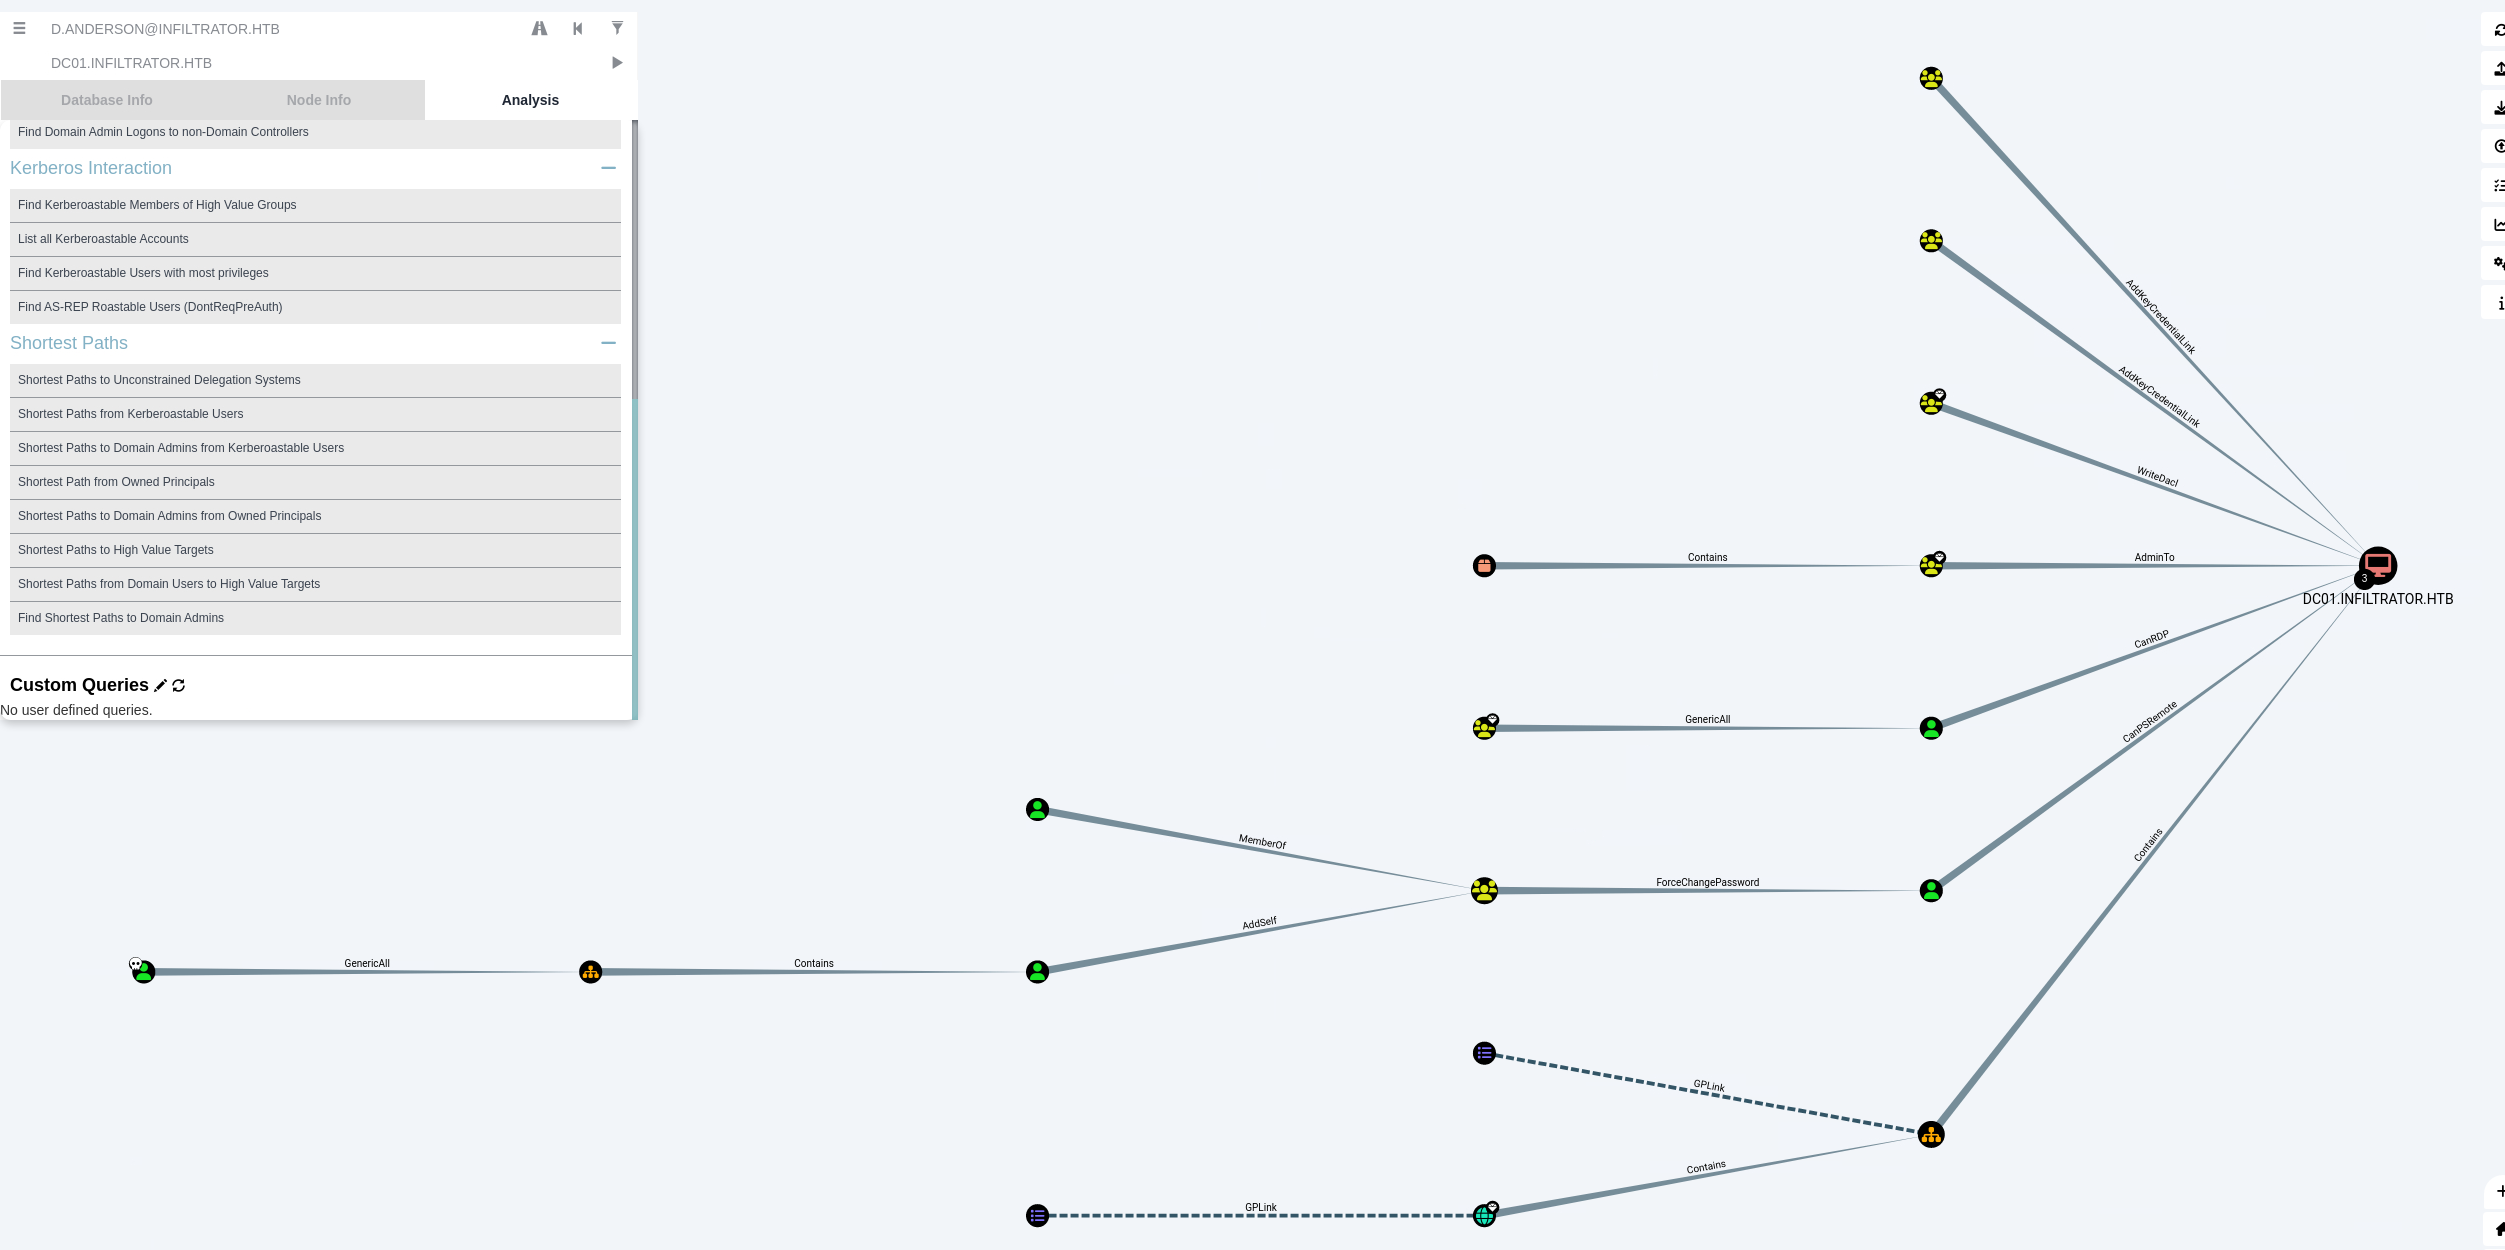 D.ANDERSON@INFILTRATOR.HTB
DC01.INFILTRATOR.HTB
Database Info
Node Info
Analysis
Find Domain Admin Logons to non-Domain Controllers
Kerberos Interaction
Find Kerberoastable Members of High Value Groups
List all Kerberoastable Accounts
Find Kerberoastable Users with most privileges
Find AS-REP Roastable Users (DontReqPreAuth)
Shortest Paths
Shortest Paths to Unconstrained Delegation Systems
Shortest Paths from Kerberoastable Users
Shortest Paths to Domain Admins from Kerberoastable Users
Shortest Path from Owned Principals
Shortest Paths to Domain Admins from Owned Principals
Shortest Paths to High Value Targets
Shortest Paths from Domain Users to High Value Targets
Find Shortest Paths to Domain Admins
Custom Queries
No user defined queries.
AddKeyCredentialLink
AddKeyCredentialLink
WriteDacl
Contains
AdminTo
3
DC01.INFILTRATOR.HTB
CanRDP
GenericAll
CanPSRemote
MemberOf
ForceChangePassword
Contains
AddSelf
GenericAll
Contains
GPLink
Contains
GPLink